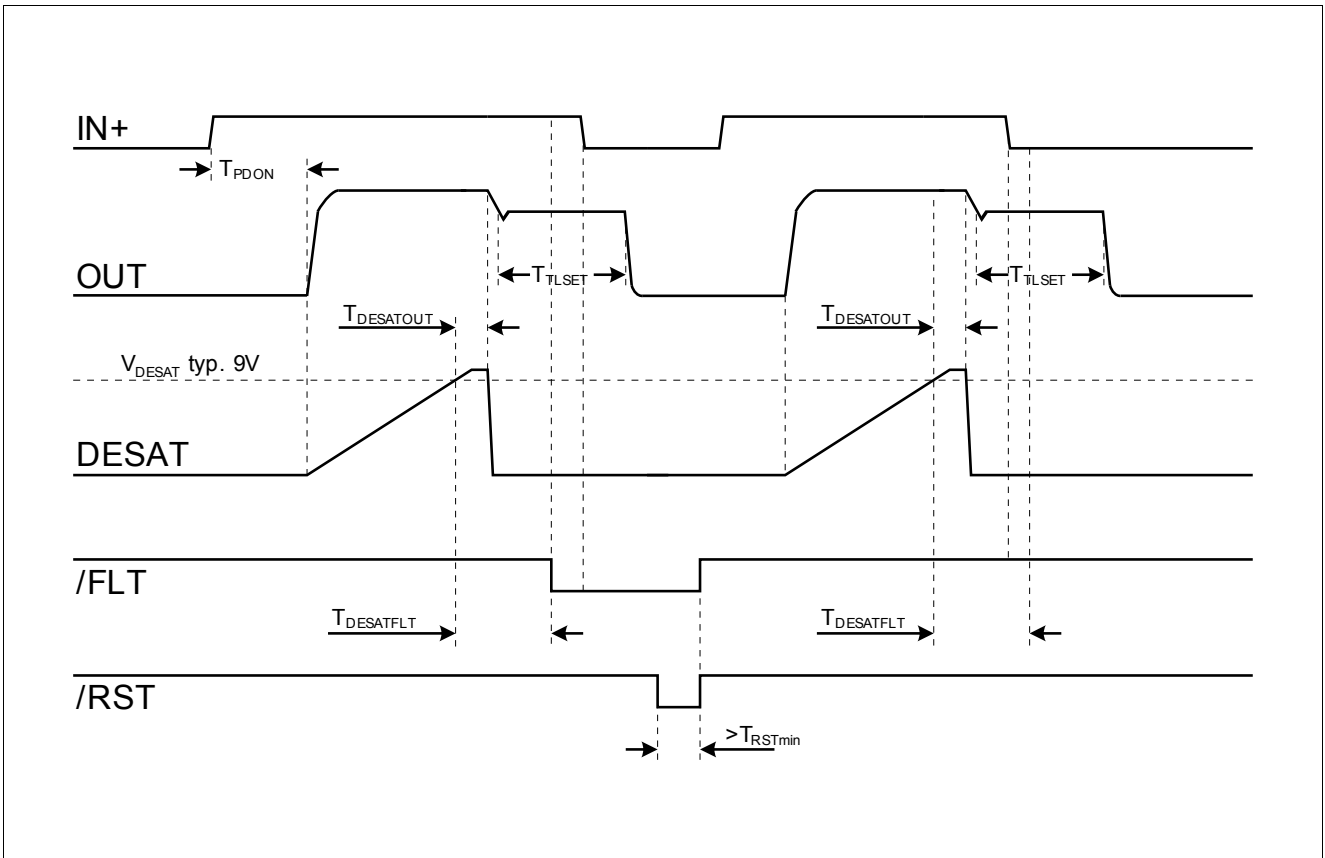 IN+
TPDON
OUT
TTLSET
TTLSET
TDESATOUT
TDESATOUT
VDESAT typ. 9V
DESAT
/FLT
TDESATFLT
TDESATFLT
/RST
>TRSTmin